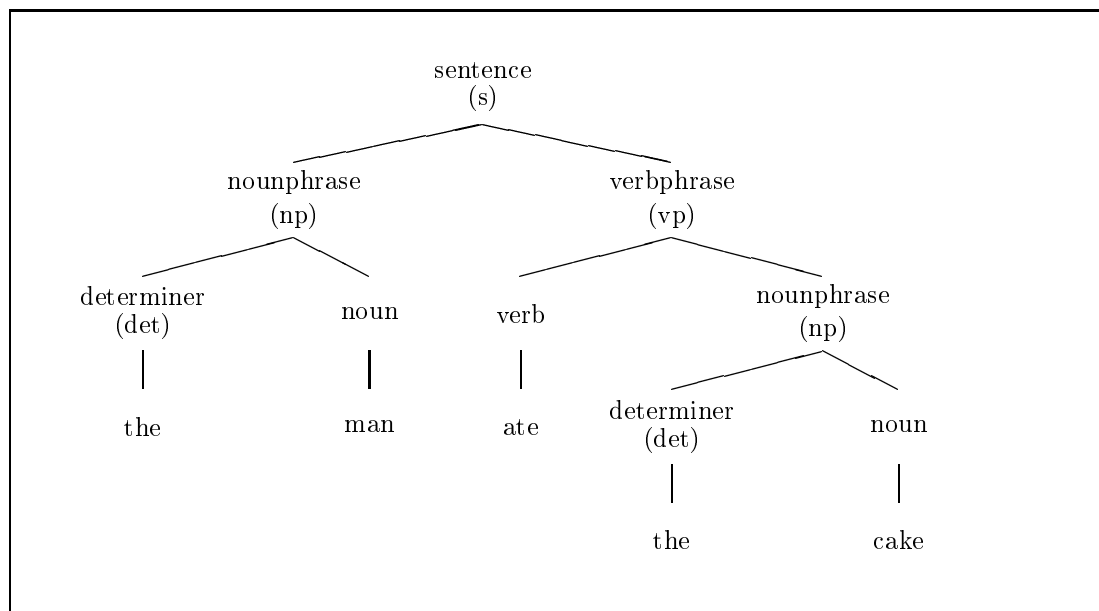 sentence
(s)
nounphrase
(np)
verbphrase
(vp)
determiner
(det)
noun
verb
nounphrase
(np)
the
man
ate
determiner
(det)
noun
the
cake